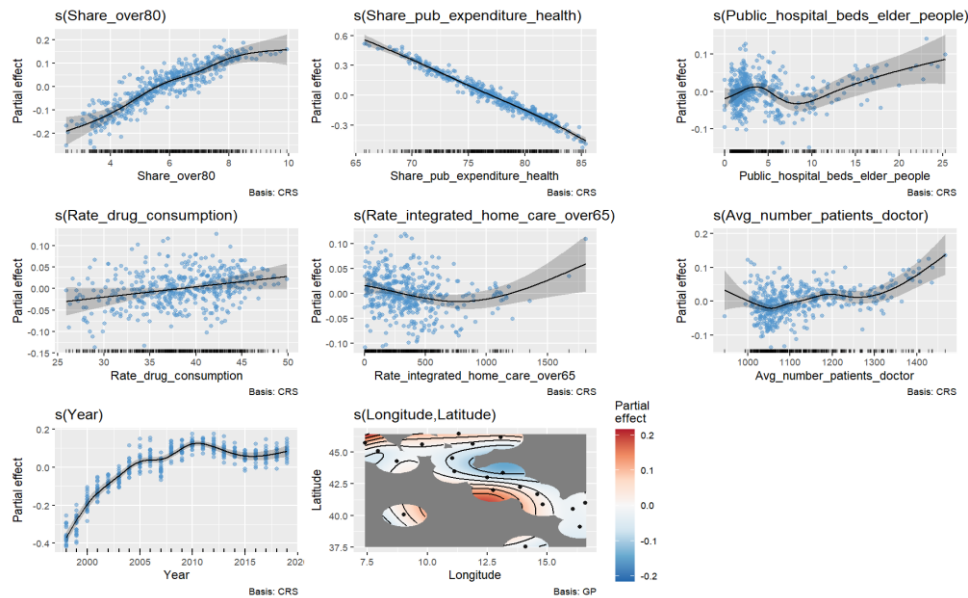 s(Share_over80)
Partial effect
0.2
0.1
0.0
-0.1
-0.2
4
6
8
10
Share_over80
Basis: CRS
s(Share_pub_expenditure_health)
Partial effect
0.6
0.3
0.0
-0.3
65
70
75
80
85
Share_pub_expenditure_health
Basis: CRS
s(Public_hospital_beds_elder_people)
Partial effect
0.1
0.0
-0.1
0
5
10
15
20
25
Public_hospital_beds_elder_people
Basis: CRS
s(Rate_drug_consumption)
Partial effect
0.10
0.05
0.00
-0.05
-0.10
-0.15
25
30
35
40
45
50
Rate_drug_consumption
Basis: CRS
s(Rate_integrated_home_care_over65)
Partial effect
0.10
0.05
0.00
-0.05
-0.10
0
500
1000
1500
Rate_integrated_home_care_over65
Basis: CRS
s(Avg_number_patients_doctor)
Partial effect
0.2
0.1
0.0
-0.1
1000
1100
1200
1300
1400
Avg_number_patients_doctor
Basis: CRS
s(Year)
Partial effect
0.2
0.0
-0.2
-0.4
2000
2005
2010
2015
202
Year
Basis: CRS
s(Longitude,Latitude)
Latitude
45.0
42.5
40.0
37.5
7.5
10.0
12.5
15.0
Longitude
Basis: GP
Partial
effect
0.2
0.1
0.0
-0.1
-0.2